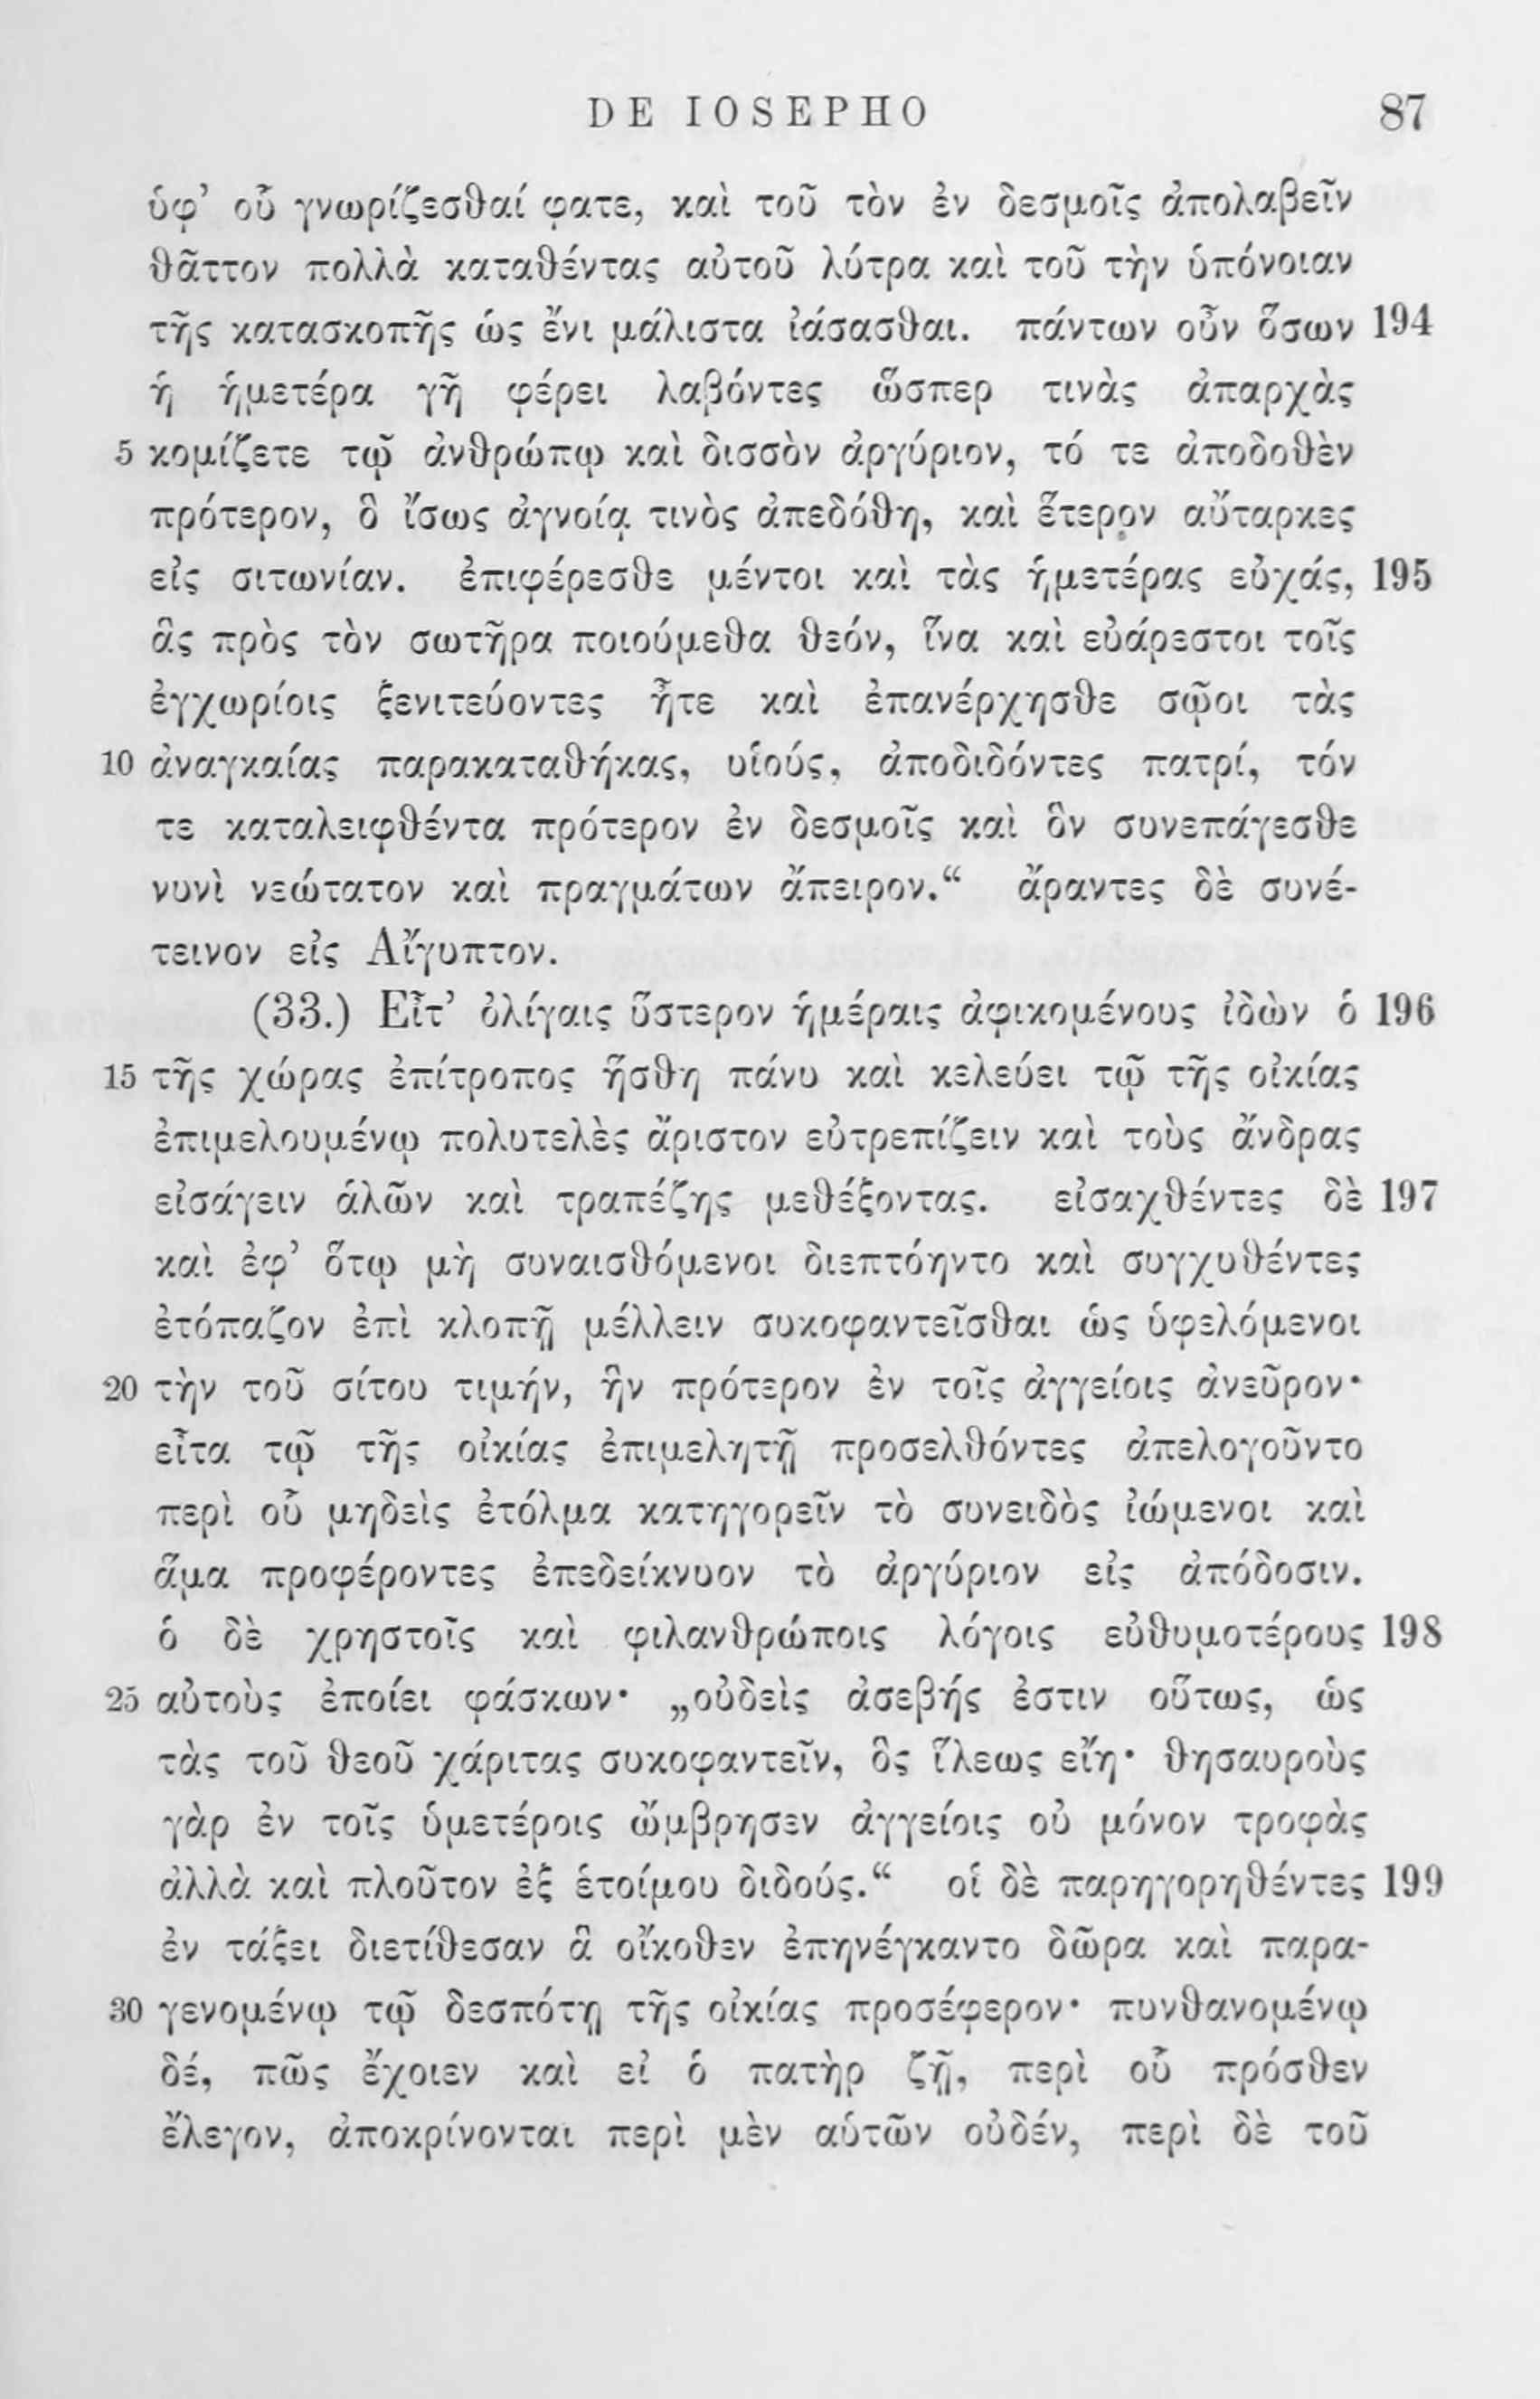 DE IOSEPHO 87
ὑφ’ οὗ γνωρίζεσθαί φατε, καὶ τοῦ τὸν ἐν δεσμοῖς ἀπολαβεῖν
θᾶττον πολλὰ καταθέντας αὐτοῦ λύτρα καὶ τοῦ τὴν ὑπόνοιαν
τῆς κατασκοπῆς ὡς ἔνι μάλιστα ἰάσασθαι. πάντων οὖν ὅσων 194
ἡ ἡμετέρα γῆ φέρει λαβόντες ὥσπερ τινὰς ἀπαρχὰς
5 κομίζετε τῷ ἀνθρώπῳ καὶ δισσὸν ἀργύριον, τό τε ἀποδοθὲν
πρότερον, ὃ ἴσως ἀγνοίᾳ τινὸς ἀπεδόθη, καὶ ἕτερον αὔταρκες
εἰς σιτωνίαν. ἐπιφέρεσθε μέντοι καὶ τὰς ἡμετέρας εὐχάς, 195
ἃς πρὸς τὸν σωτῆρα ποιούμεθα θεόν, ἵνα καὶ εὐάρεστοι τοῖς
ἐγχωρίοις ξενιτεύοντες ἦτε καὶ ἐπανέρχησθε σῷοι τὰς
10 ἀναγκαίας παρακαταθήκας, υἱούς, ἀποδιδόντες πατρί, τόν
τε καταλειφθέντα πρότερον ἐν δεσμοῖς καὶ ὃν συνεπάγεσθε
νυνὶ νεώτατον καὶ πραγμάτων ἄπειρον.“ ἄραντες δὲ συνέ-
τεινον εἰς Αἴγυπτον.
(33.) Εἶτ’ ὀλίγαις ὕστερον ἡμέραις ἀφικομένους ἰδὼν ὁ 196
15 τῆς χώρας ἐπίτροπος ἥσθη πάνυ καὶ κελεύει τῷ τῆς οἰκίας
ἐπιμελουμένῳ πολυτελὲς ἄριστον εὐτρεπίζειν καὶ τοὺς ἄνδρας
εἰσάγειν ἁλῶν καὶ τραπέζης μεθέξοντας. εἰσαχθέντες δὲ 197
καὶ ἐφ’ ὅτῳ μὴ συναισθόμενοι διεπτόηντο καὶ συγχυθέντες
ἐτόπαζον ἐπὶ κλοπῇ μέλλειν συκοφαντεῖσθαι ὡς ὑφελόμενοι
20 τὴν τοῦ σίτου τιμήν, ἣν πρότερον ἐν τοῖς ἀγγείοις ἀνεῦρον·
εἶτα τῷ τῆς οἰκίας ἐπιμελητῇ προσελθόντες ἀπελογοῦντο
περὶ οὗ μηδεὶς ἐτόλμα κατηγορεῖν τὸ συνειδὸς ἰώμενοι καὶ
ἅμα προφέροντες ἐπεδείκνυον τὸ ἀργύριον εἰς ἀπόδοσιν.
ὁ δὲ χρηστοῖς καὶ φιλανθρώποις λόγοις εὐθυμοτέρους 198
25 αὐτοὺς ἐποίει φάσκων· „οὐδεὶς ἀσεβής ἐστιν οὕτως, ὡς
τὰς τοῦ θεοῦ χάριτας συκοφαντεῖν, ὃς ἵλεως εἴη· θησαυροὺς
γὰρ ἐν τοῖς ὑμετέροις ὤμβρησεν ἀγγείοις οὐ μόνον τροφὰς
ἀλλὰ καὶ πλοῦτον ἐξ ἑτοίμου διδούς.“ οἱ δὲ παρηγορηθέντες 199
ἐν τάξει διετίθεσαν ἃ οἴκοθεν ἐπηνέγκαντο δῶρα καὶ παρα-
30 γενομένῳ τῷ δεσπότῃ τῆς οἰκίας προσέφερον· πυνθανομένῳ
δέ, πῶς ἔχοιεν καὶ εἰ ὁ πατὴρ ζῇ, περὶ οὗ πρόσθεν
ἔλεγον, ἀποκρίνονται περὶ μὲν αὑτῶν οὐδέν, περὶ δὲ τοῦ